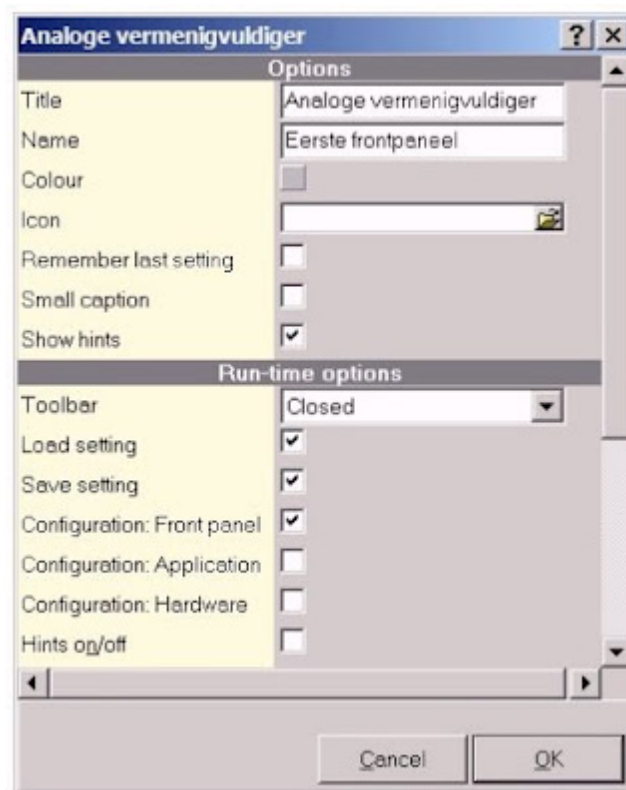 Analoge vermenigvuldiger
Options
Title Analoge vermenigvuldiger
Name Eerste frontpaneel
Colour
Icon
Remember last setting
Small caption
Show hints
Run-time options
Toolbar Closed
Load setting
Save setting
Configuration: Front panel
Configuration: Application
Configuration: Hardware
Hints on/off
Cancel OK